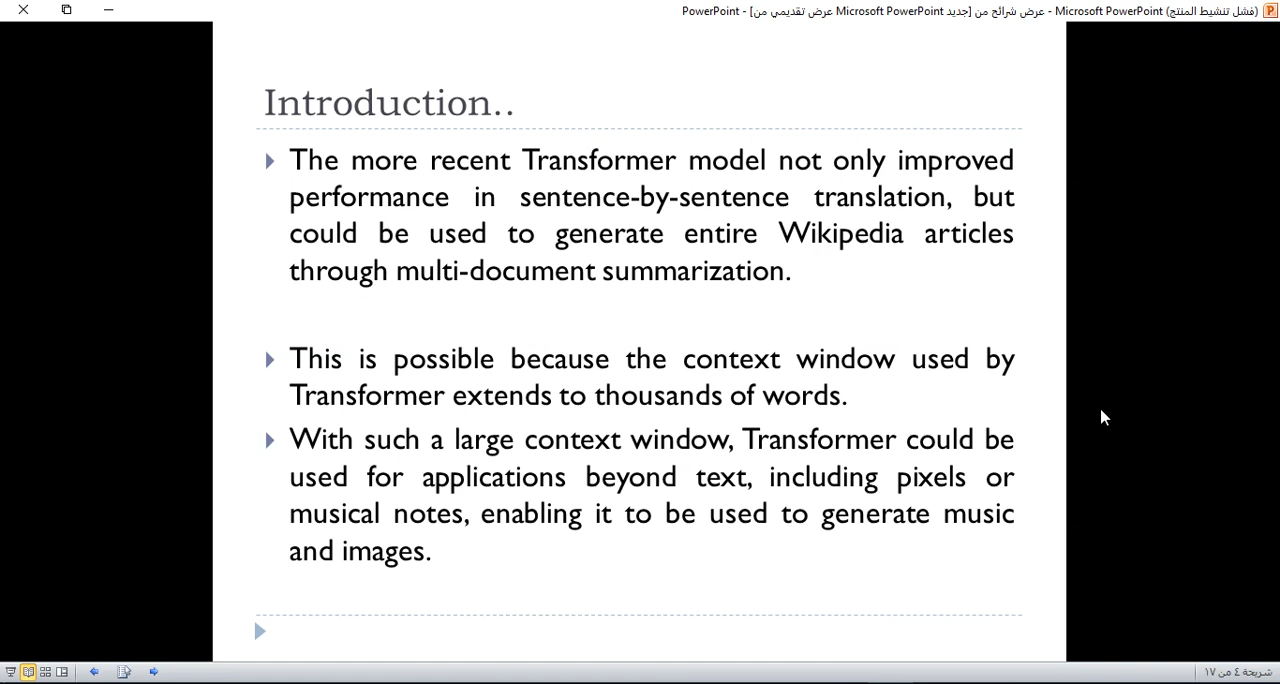 PowerPoint - [عرض تقديمي من Microsoft PowerPoint جديد] عرض شرائح من - Microsoft PowerPoint (فشل تنشيط المنتج)
Introduction..
The more recent Transformer model not only improved
performance in sentence-by-sentence translation, but
could be used to generate entire Wikipedia articles
through multi-document summarization.
This is possible because the context window used by
Transformer extends to thousands of words.
With such a large context window, Transformer could be
used for applications beyond text, including pixels or
musical notes, enabling it to be used to generate music
and images.
شريحة ٤ من ١٧